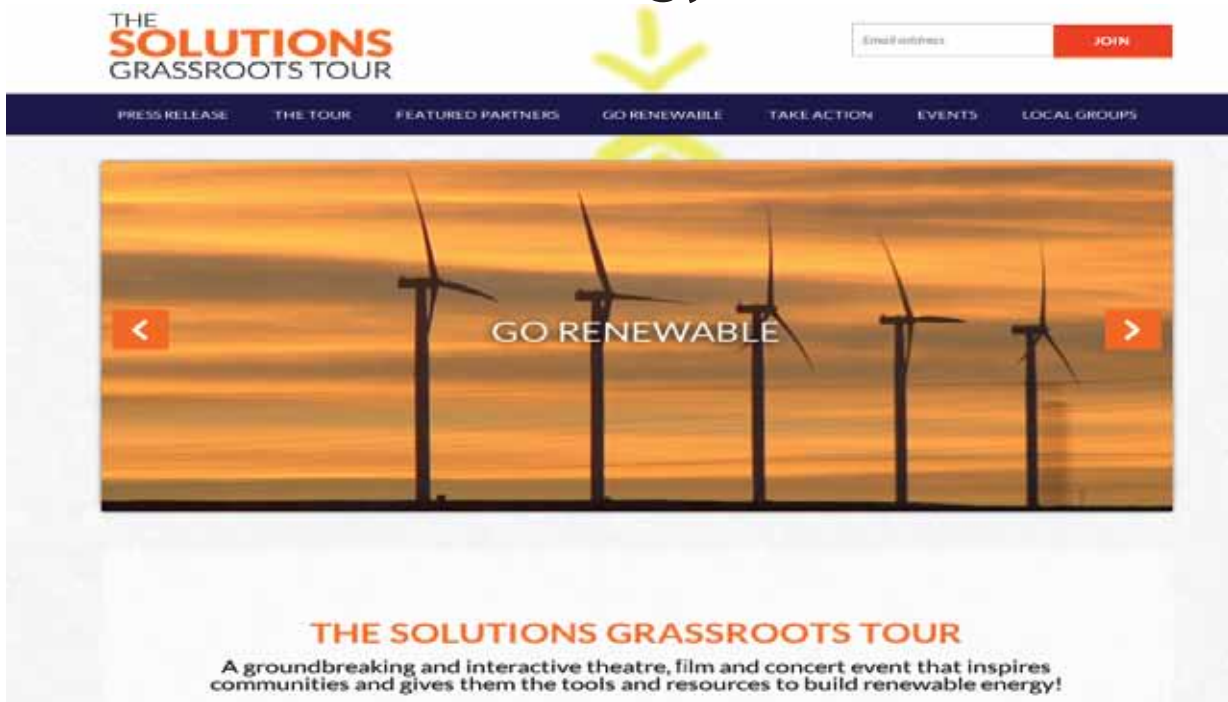 THE
SOLUTIONS
GRASSROOTS TOUR
Email address
JOIN
PRESS RELEASE THE TOUR FEATURED PARTNERS GO RENEWABLE TAKE ACTION EVENTS LOCAL GROUPS
GO RENEWABLE
THE SOLUTIONS GRASSROOTS TOUR
A groundbreaking and interactive theatre, film and concert event that inspires
communities and gives them the tools and resources to build renewable energy!